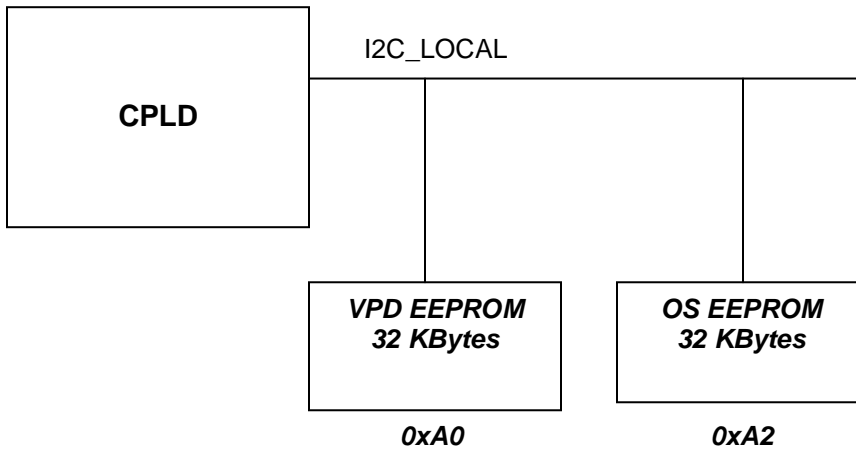 I2C_LOCAL
CPLD
VPD EEPROM
32 KBytes
OS EEPROM
32 KBytes
0xA0
0xA2